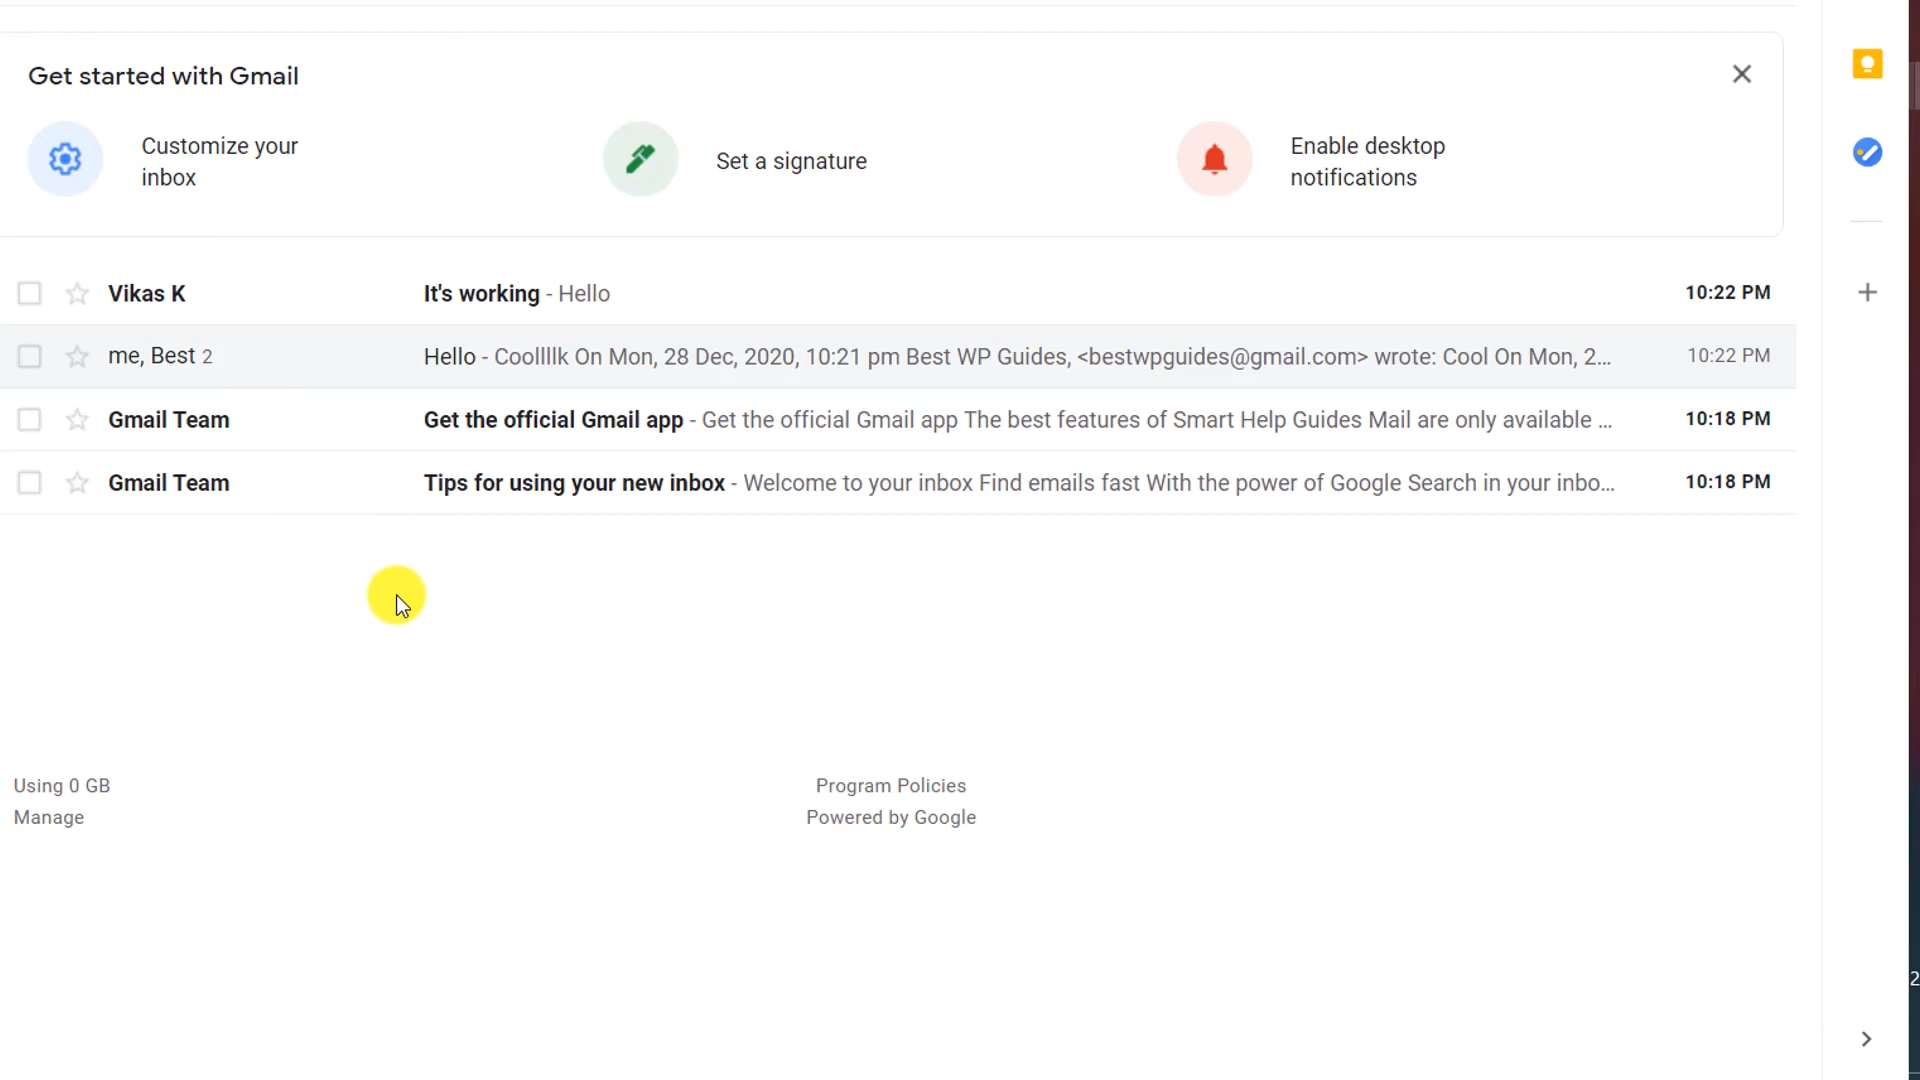 Get started with Gmail
Customize your
inbox
Set a signature
Enable desktop
notifications
Vikas K It's working - Hello 10:22 PM
me, Best 2 Hello - Coollllk On Mon, 28 Dec, 2020, 10:21 pm Best WP Guides, <bestwpguides@gmail.com> wrote: Cool On Mon, 2... 10:22 PM
Gmail Team Get the official Gmail app - Get the official Gmail app The best features of Smart Help Guides Mail are only available ... 10:18 PM
Gmail Team Tips for using your new inbox - Welcome to your inbox Find emails fast With the power of Google Search in your inbo... 10:18 PM
Using 0 GB
Manage
Program Policies
Powered by Google
2